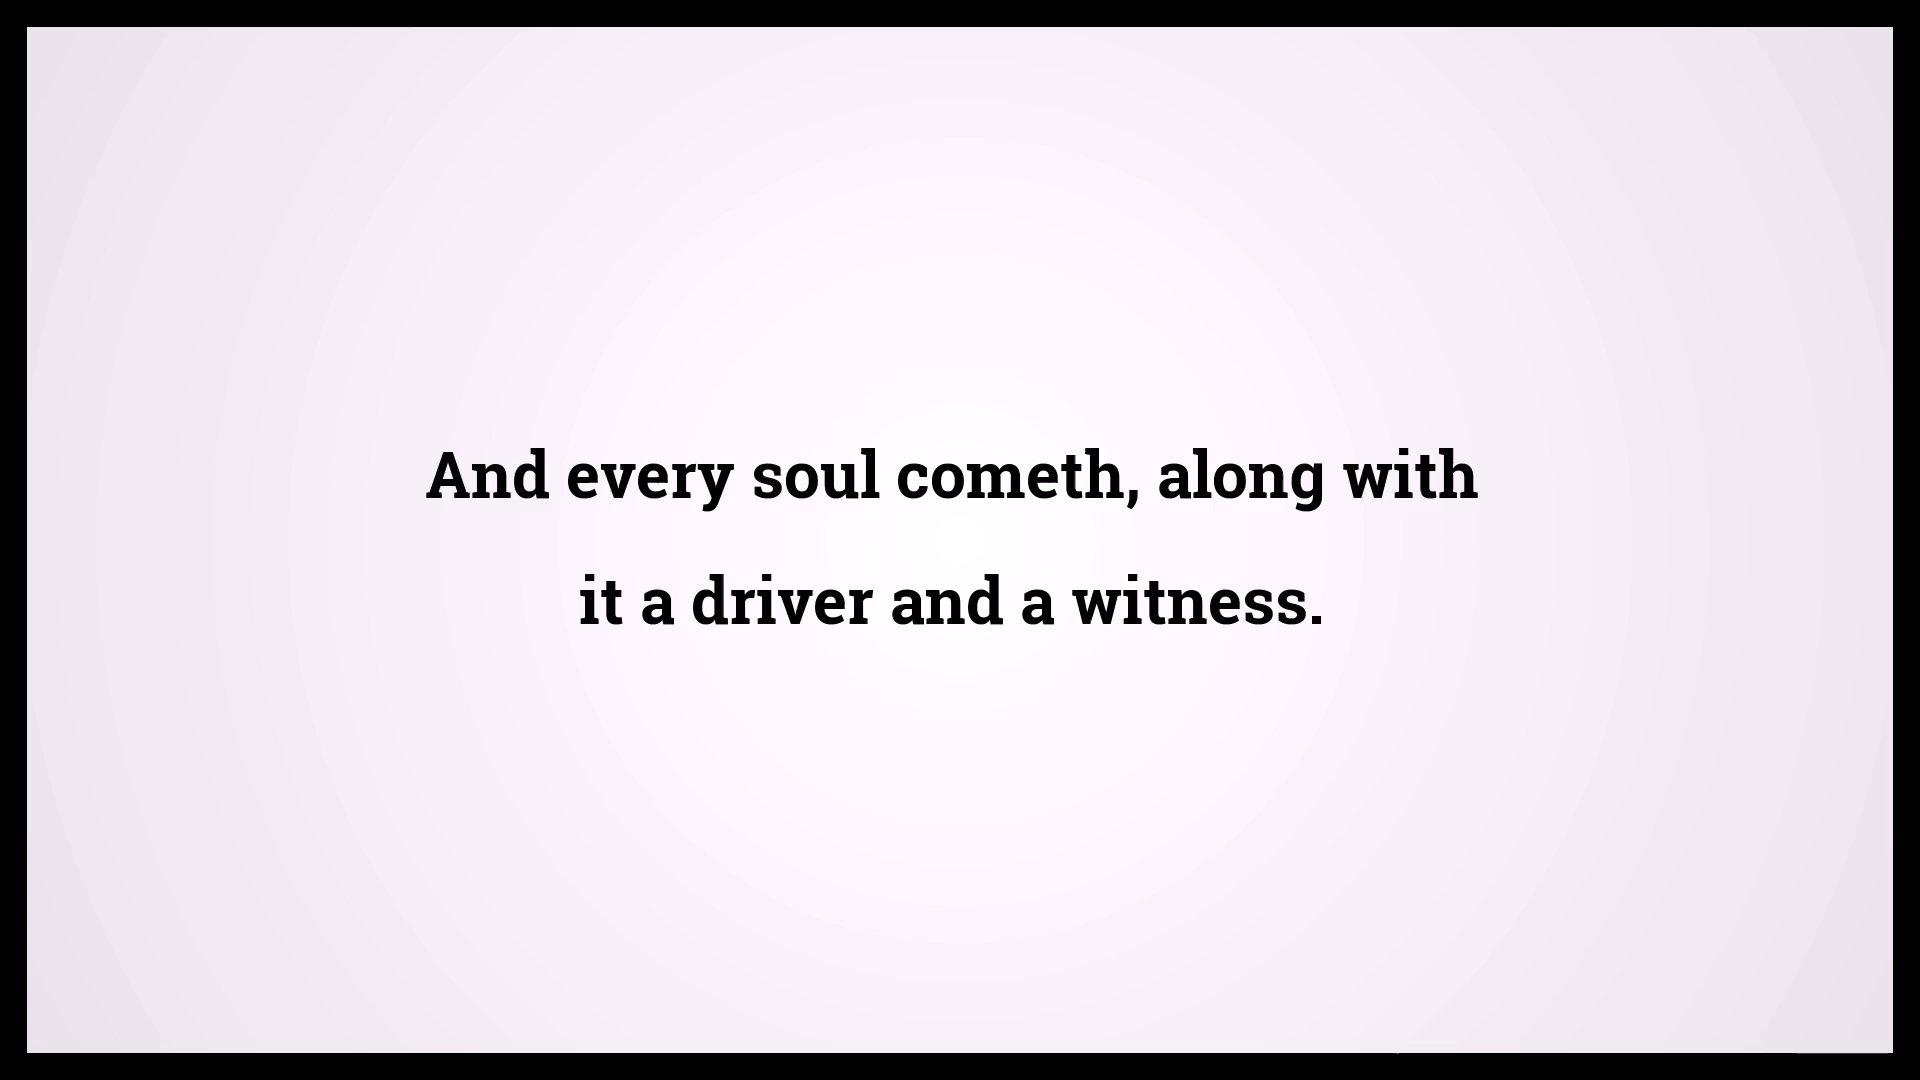 And every soul cometh, along with
it a driver and a witness.